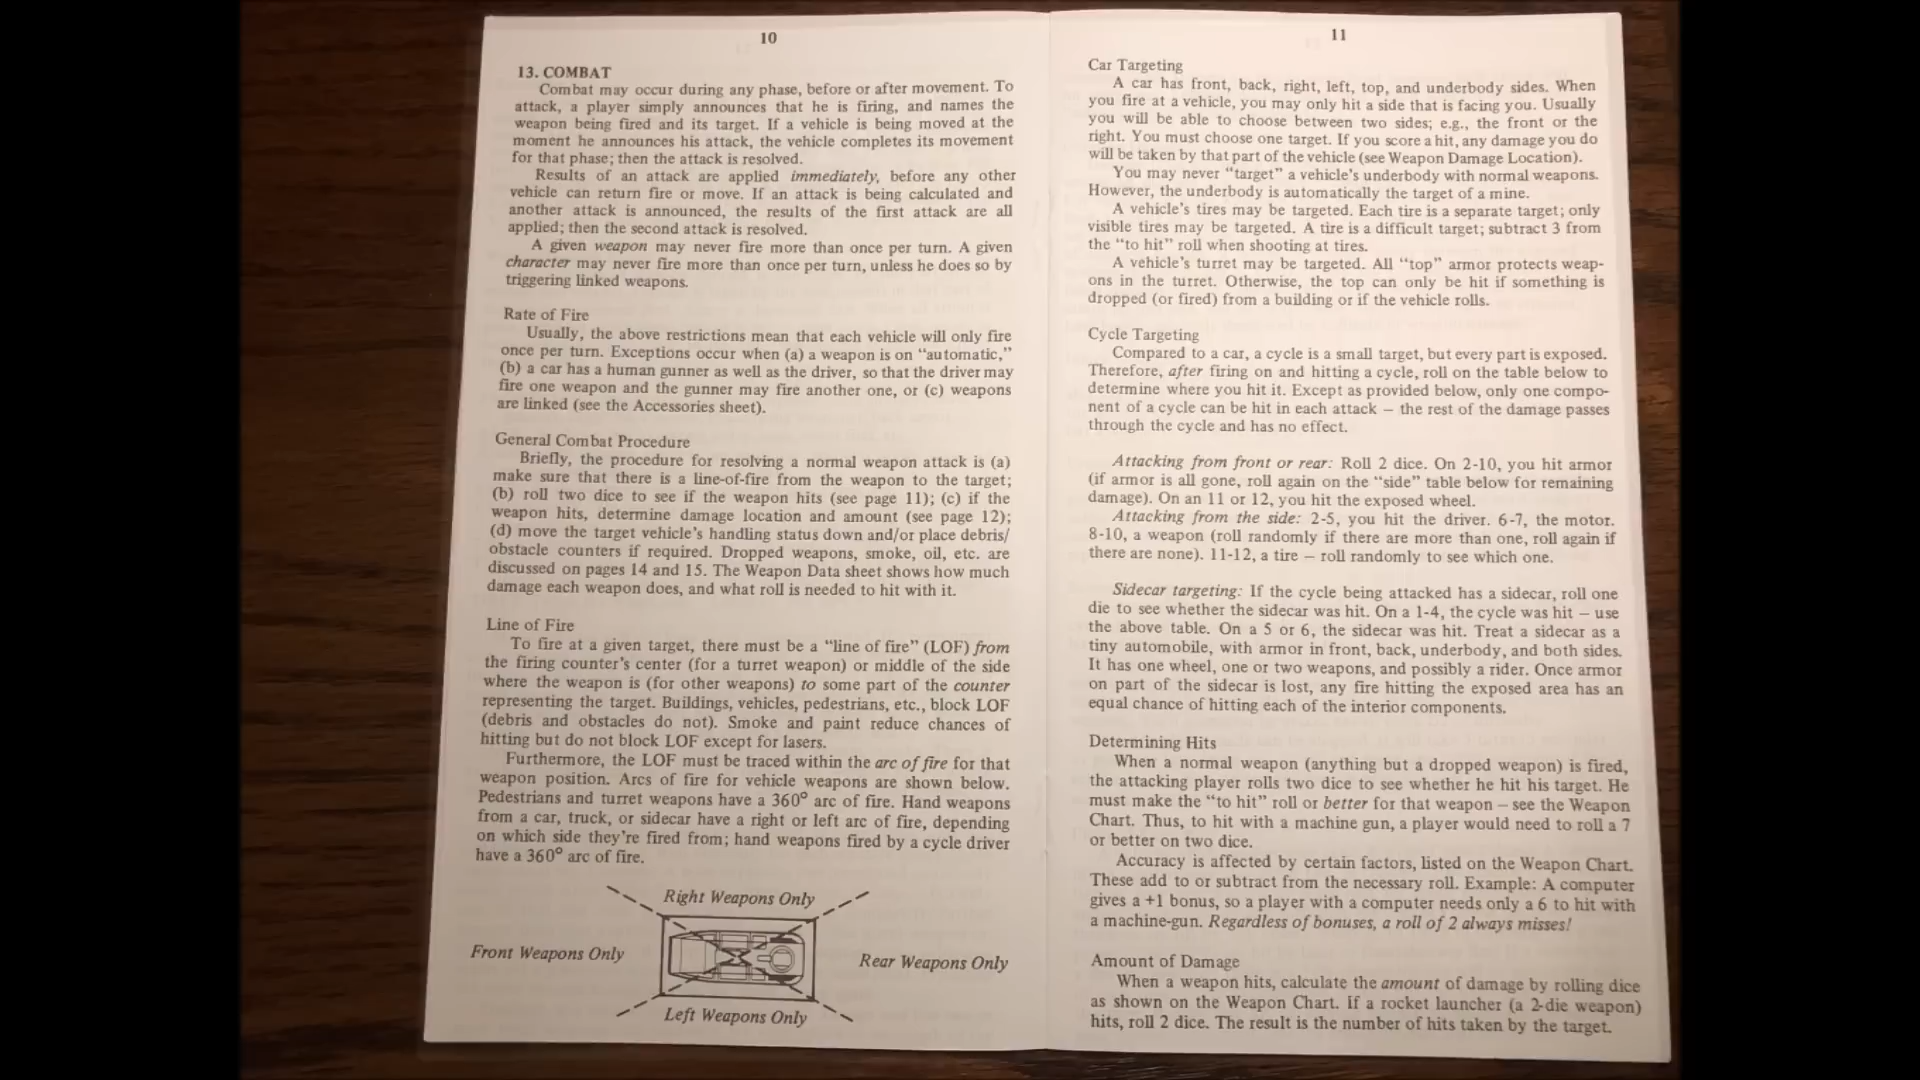 10
13. COMBAT
Combat may occur during any phase, before or after movement. To
attack, a player simply announces that he is firing, and names the
weapon being fired and its target. If a vehicle is being moved at the
moment he announces his attack, the vehicle completes its movement
for that phase; then the attack is resolved.
Results of an attack are applied immediately, before any other
vehicle can return fire or move. If an attack is being calculated and
another attack is announced, the results of the first attack are all
applied; then the second attack is resolved.
A given weapon may never fire more than once per turn. A given
character may never fire more than once per turn, unless he does so by
triggering linked weapons.
Rate of Fire
Usually, the above restrictions mean that each vehicle will only fire
once per turn. Exceptions occur when (a) a weapon is on “automatic,”
(b) a car has a human gunner as well as the driver, so that the driver may
fire one weapon and the gunner may fire another one, or (c) weapons
are linked (see the Accessories sheet).
General Combat Procedure
Briefly, the procedure for resolving a normal weapon attack is (a)
make sure that there is a line-of-fire from the weapon to the target;
(b) roll two dice to see if the weapon hits (see page 11); (c) if the
weapon hits, determine damage location and amount (see page 12);
(d) move the target vehicle’s handling status down and/or place debris/
obstacle counters if required. Dropped weapons, smoke, oil, etc. are
discussed on pages 14 and 15. The Weapon Data sheet shows how much
damage each weapon does, and what roll is needed to hit with it.
Line of Fire
To fire at a given target, there must be a “line of fire” (LOF) from
the firing counter’s center (for a turret weapon) or middle of the side
where the weapon is (for other weapons) to some part of the counter
representing the target. Buildings, vehicles, pedestrians, etc., block LOF
(debris and obstacles do not). Smoke and paint reduce chances of
hitting but do not block LOF except for lasers.
Furthermore, the LOF must be traced within the arc of fire for that
weapon position. Arcs of fire for vehicle weapons are shown below.
Pedestrians and turret weapons have a 360° arc of fire. Hand weapons
from a car, truck, or sidecar have a right or left arc of fire, depending
on which side they’re fired from; hand weapons fired by a cycle driver
have a 360° arc of fire.
Right Weapons Only
Front Weapons Only
Rear Weapons Only
Left Weapons Only
11
Car Targeting
A car has front, back, right, left, top, and underbody sides. When
you fire at a vehicle, you may only hit a side that is facing you. Usually
you will be able to choose between two sides; e.g., the front or the
right. You must choose one target. If you score a hit, any damage you do
will be taken by that part of the vehicle (see Weapon Damage Location).
You may never “target” a vehicle’s underbody with normal weapons.
However, the underbody is automatically the target of a mine.
A vehicle’s tires may be targeted. Each tire is a separate target; only
visible tires may be targeted. A tire is a difficult target; subtract 3 from
the “to hit” roll when shooting at tires.
A vehicle’s turret may be targeted. All “top” armor protects weap-
ons in the turret. Otherwise, the top can only be hit if something is
dropped (or fired) from a building or if the vehicle rolls.
Cycle Targeting
Compared to a car, a cycle is a small target, but every part is exposed.
Therefore, after firing on and hitting a cycle, roll on the table below to
determine where you hit it. Except as provided below, only one compo-
nent of a cycle can be hit in each attack – the rest of the damage passes
through the cycle and has no effect.
Attacking from front or rear: Roll 2 dice. On 2-10, you hit armor
(if armor is all gone, roll again on the “side” table below for remaining
damage). On an 11 or 12, you hit the exposed wheel.
Attacking from the side: 2-5, you hit the driver. 6-7, the motor.
8-10, a weapon (roll randomly if there are more than one, roll again if
there are none). 11-12, a tire – roll randomly to see which one.
Sidecar targeting: If the cycle being attacked has a sidecar, roll one
die to see whether the sidecar was hit. On a 1-4, the cycle was hit – use
the above table. On a 5 or 6, the sidecar was hit. Treat a sidecar as a
tiny automobile, with armor in front, back, underbody, and both sides.
It has one wheel, one or two weapons, and possibly a rider. Once armor
on part of the sidecar is lost, any fire hitting the exposed area has an
equal chance of hitting each of the interior components.
Determining Hits
When a normal weapon (anything but a dropped weapon) is fired,
the attacking player rolls two dice to see whether he hit his target. He
must make the “to hit” roll or better for that weapon – see the Weapon
Chart. Thus, to hit with a machine gun, a player would need to roll a 7
or better on two dice.
Accuracy is affected by certain factors, listed on the Weapon Chart.
These add to or subtract from the necessary roll. Example: A computer
gives a +1 bonus, so a player with a computer needs only a 6 to hit with
a machine-gun. Regardless of bonuses, a roll of 2 always misses!
Amount of Damage
When a weapon hits, calculate the amount of damage by rolling dice
as shown on the Weapon Chart. If a rocket launcher (a 2-die weapon)
hits, roll 2 dice. The result is the number of hits taken by the target.